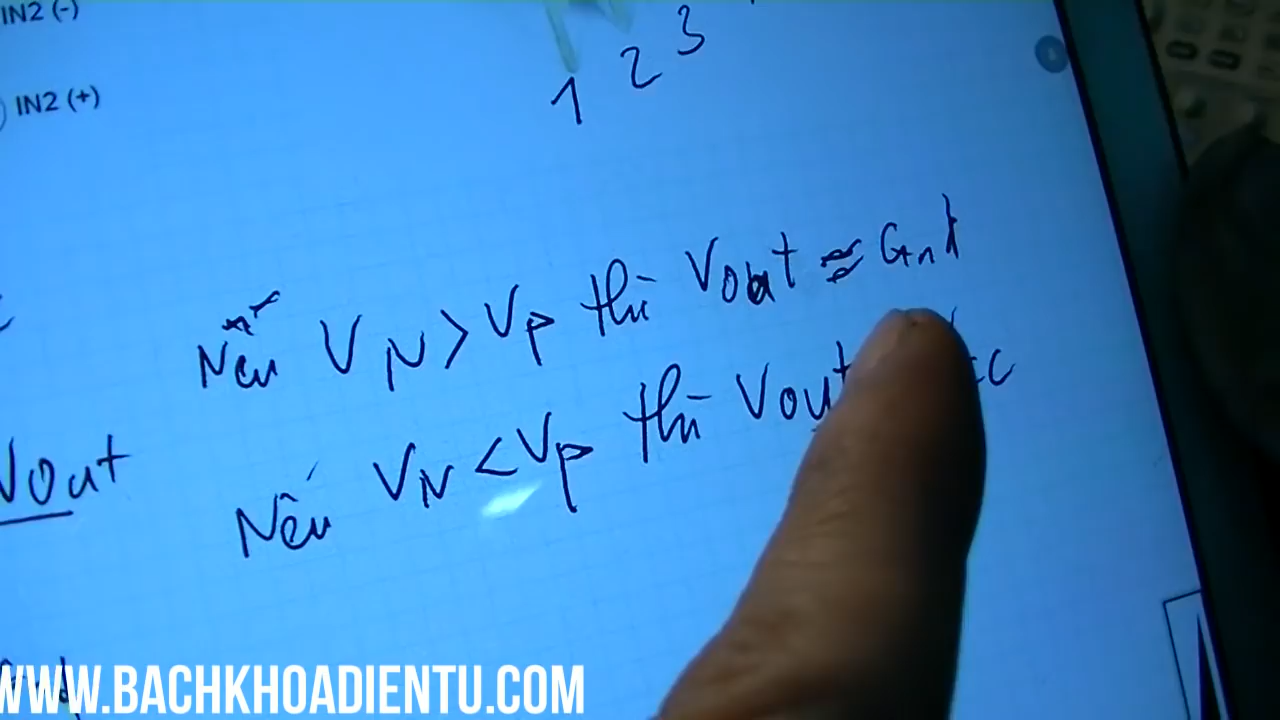 IN2 (-)
IN2 (+)
1 2 3
Nếu VN > VP thì Vout ≈ Gnd
Nếu VN < VP thì Vout
Vout
WWW.BACHKHOADIENTU.COM